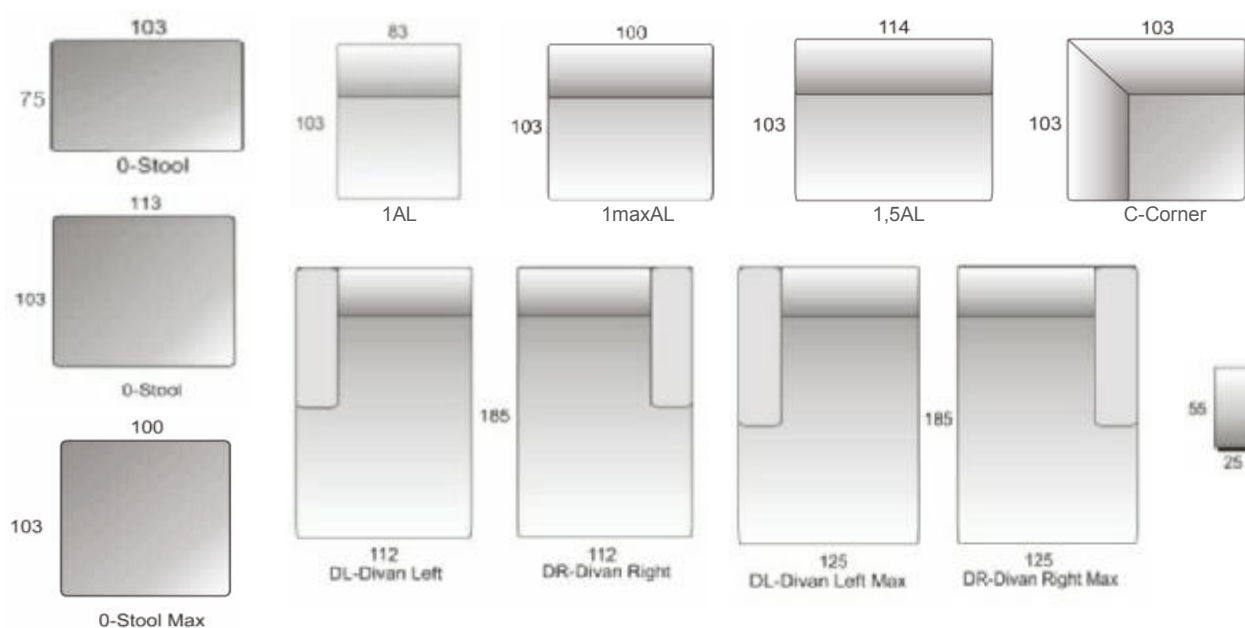 103
75
0-Stool
83
103
1AL
100
103
1maxAL
114
103
1,5AL
103
103
C-Corner
113
103
0-Stool
100
103
0-Stool Max
185
112
DL-Divan Left
112
DR-Divan Right
185
125
DL-Divan Left Max
125
DR-Divan Right Max
55
25